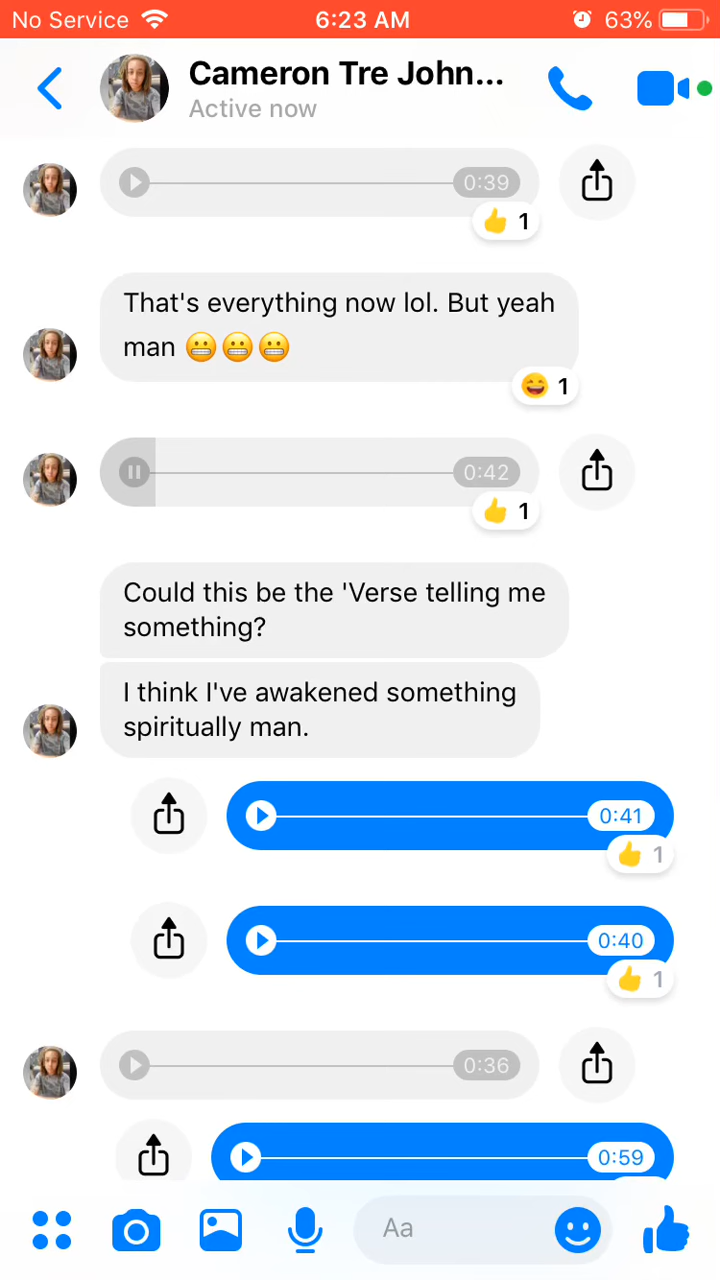 No Service 6:23 AM 63%
Cameron Tre John...
Active now
0:39
👍 1
That's everything now lol. But yeah
man 😬😬😬
😄 1
0:42
👍 1
Could this be the 'Verse telling me
something?
I think I've awakened something
spiritually man.
0:41
👍 1
0:40
👍 1
0:36
0:59
Aa